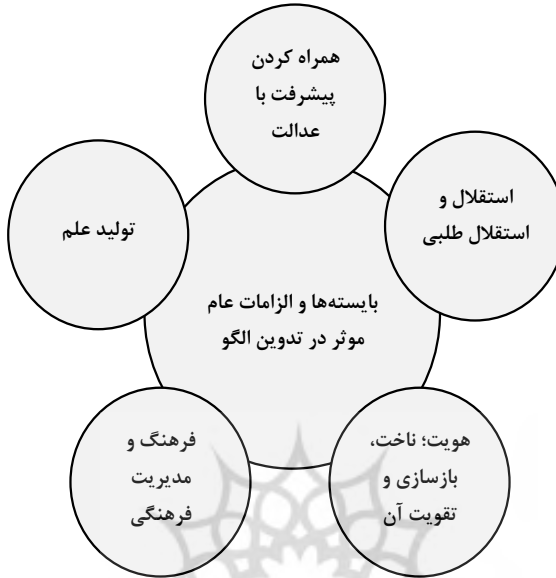 همراه کردن
پیشرفت با
عدالت
استقلال و
استقلال طلبی
تولید علم
بایسته‌ها و الزامات عام
موثر در تدوین الگو
هویت؛ ناخت،
بازسازی و
تقویت آن
فرهنگ و
مدیریت
فرهنگی